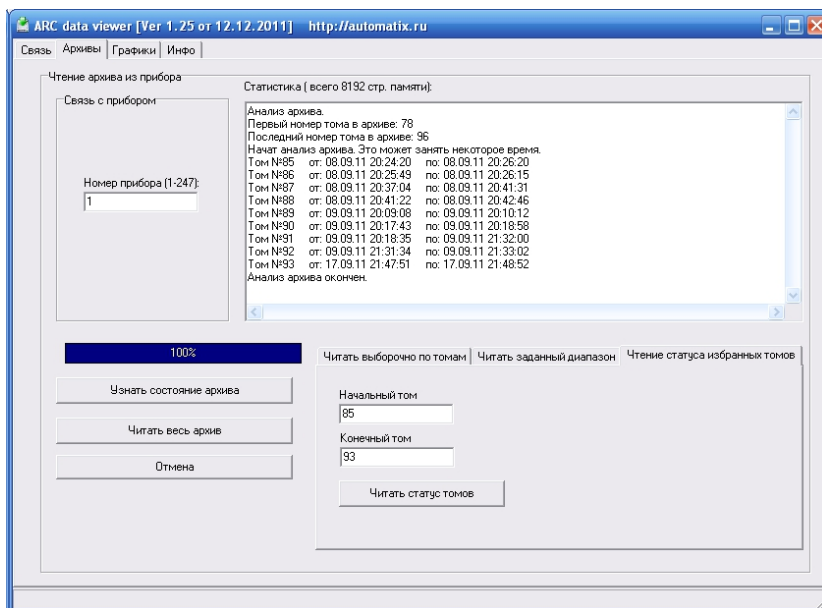 ARC data viewer [Ver 1.25 от 12.12.2011] http://automatix.ru
Связь Архивы Графики Инфо
Чтение архива из прибора
Связь с прибором
Номер прибора (1-247):
1
Статистика ( всего 8192 стр. памяти):
Анализ архива.
Первый номер тома в архиве: 78
Последний номер тома в архиве: 96
Начат анализ архива. Это может занять некоторое время.
Том №85 от: 08.09.11 20:24:20 по: 08.09.11 20:26:20
Том №86 от: 08.09.11 20:25:49 по: 08.09.11 20:26:15
Том №87 от: 08.09.11 20:37:04 по: 08.09.11 20:41:31
Том №88 от: 08.09.11 20:41:22 по: 08.09.11 20:42:46
Том №89 от: 09.09.11 20:09:08 по: 09.09.11 20:10:12
Том №90 от: 09.09.11 20:17:43 по: 09.09.11 20:18:58
Том №91 от: 09.09.11 20:18:35 по: 09.09.11 21:32:00
Том №92 от: 09.09.11 21:31:34 по: 09.09.11 21:33:02
Том №93 от: 17.09.11 21:47:51 по: 17.09.11 21:48:52
Анализ архива окончен.
100%
Узнать состояние архива
Читать весь архив
Отмена
Читать выборочно по томам Читать заданный диапазон Чтение статуса избранных томов
Начальный том
85
Конечный том
93
Читать статус томов